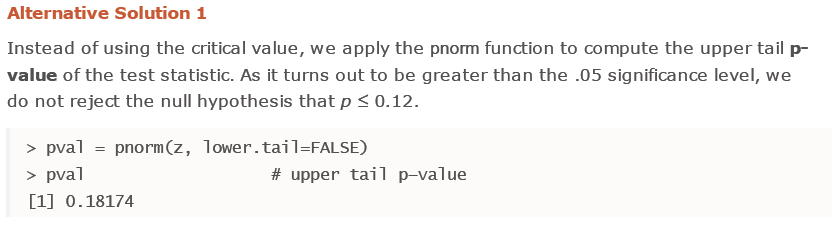 Alternative Solution 1
Instead of using the critical value, we apply the pnorm function to compute the upper tail p-
value of the test statistic. As it turns out to be greater than the .05 significance level, we
do not reject the null hypothesis that p ≤ 0.12.
> pval = pnorm(z, lower.tail=FALSE)
> pval                   # upper tail p−value
[1] 0.18174